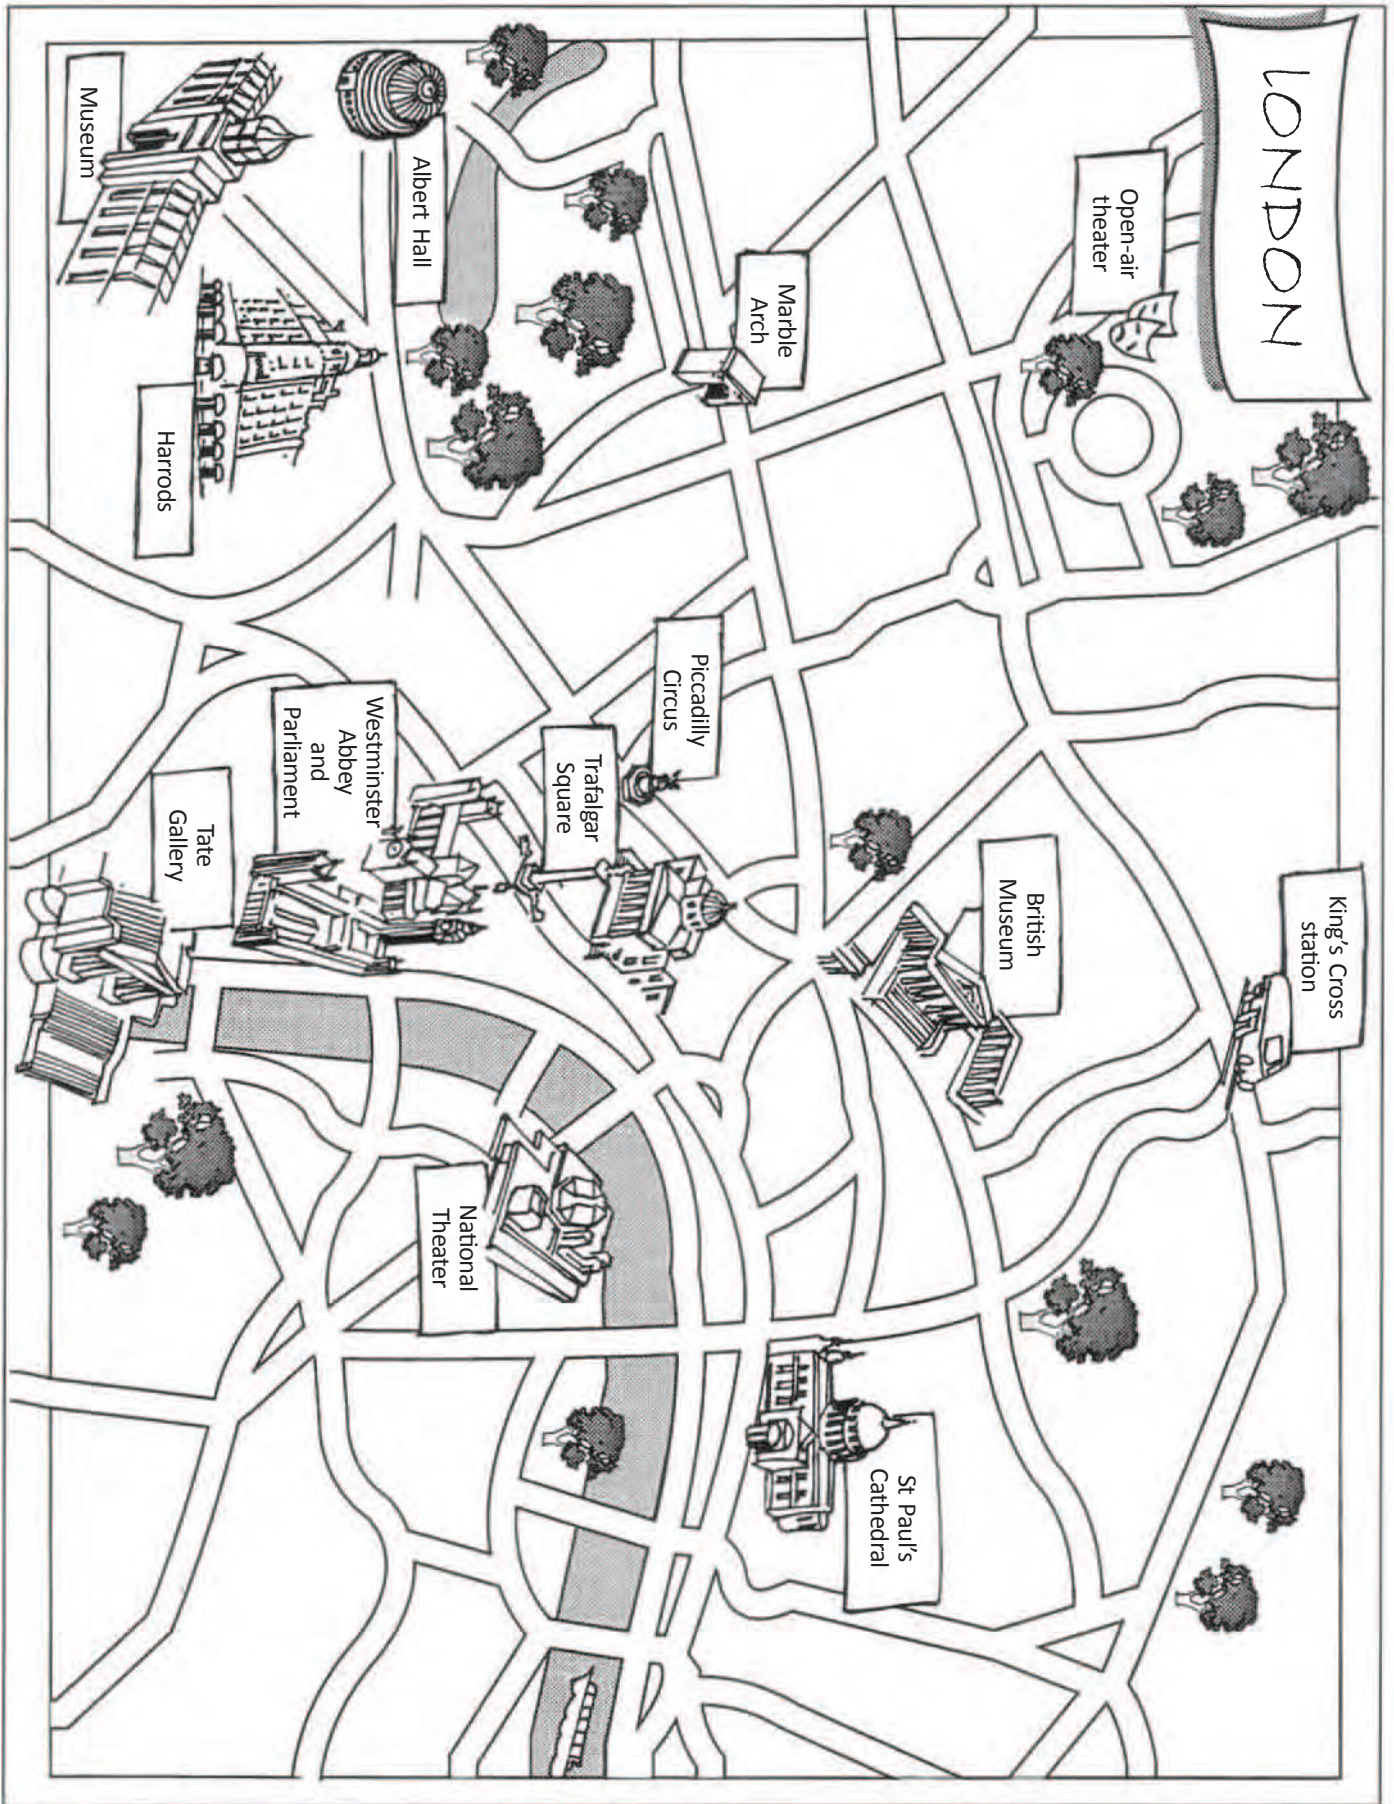 LONDON
Open-air
theater
King's Cross
station
Marble
Arch
British
Museum
St Paul's
Cathedral
Piccadilly
Circus
Trafalgar
Square
Albert Hall
Westminster
Abbey
and
Parliament
National
Theater
Museum
Harrods
Tate
Gallery